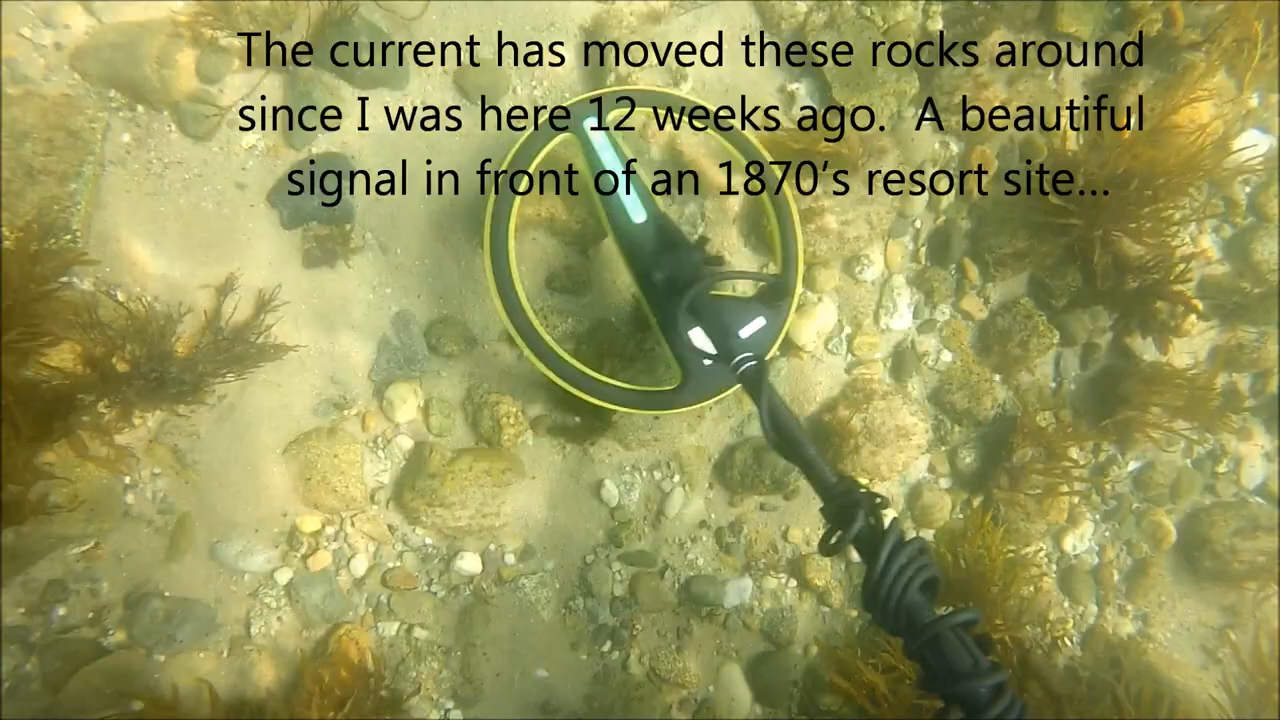 The current has moved these rocks around
since I was here 12 weeks ago.  A beautiful
signal in front of an 1870’s resort site...